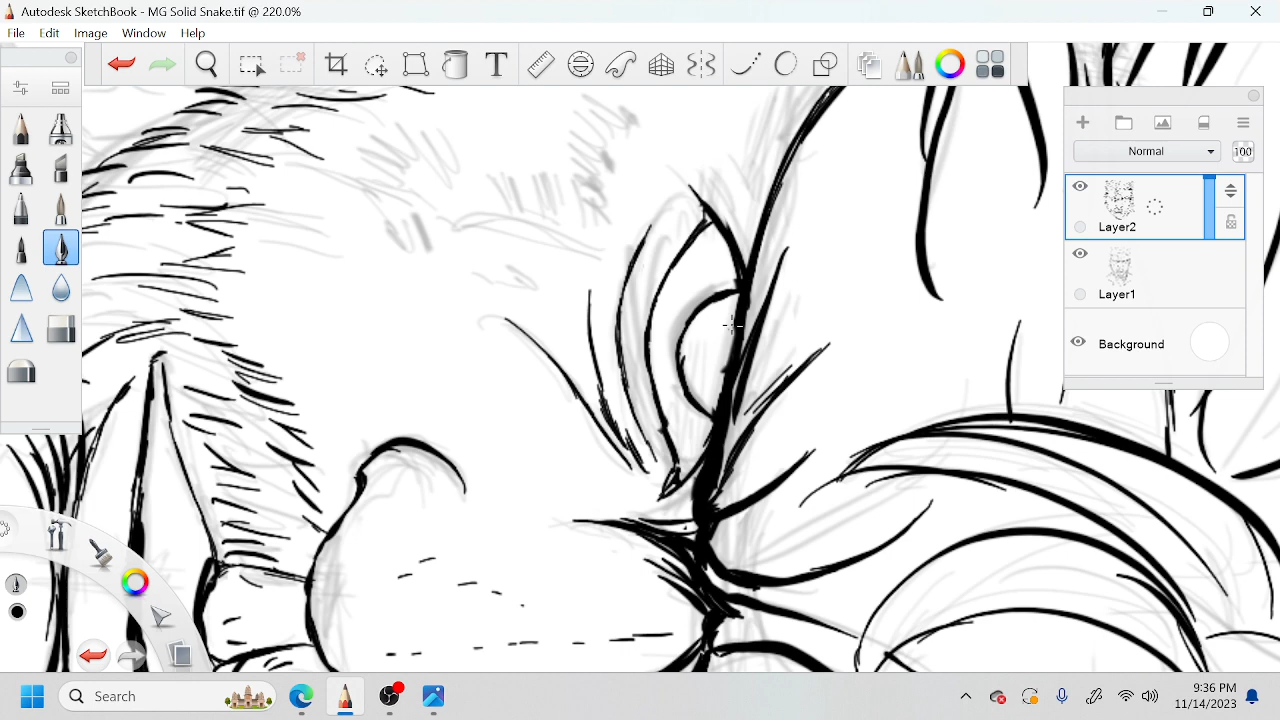 Autodesk SketchBook - MG Solid Snake.tif @ 220.0%
File Edit Image Window Help
T
Normal
100
Layer2
Layer1
Background
Search
9:36 PM
11/14/2023